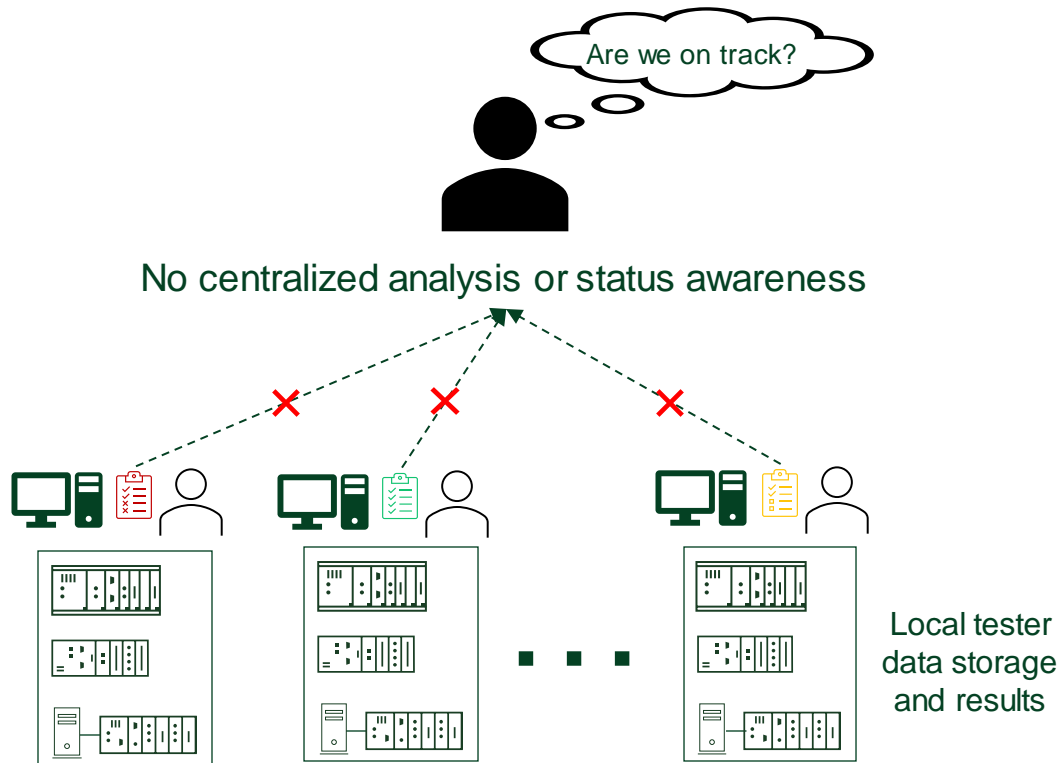 Are we on track?
No centralized analysis or status awareness
Local tester
data storage
and results